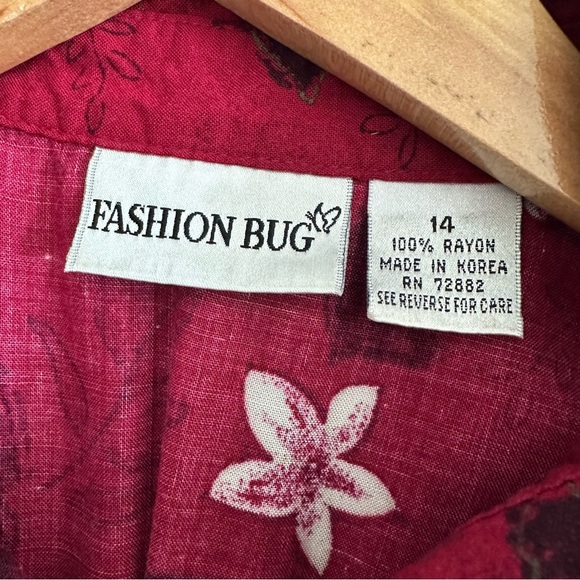 FASHION BUG
14
100% RAYON
MADE IN KOREA
RN 72882
SEE REVERSE FOR CARE